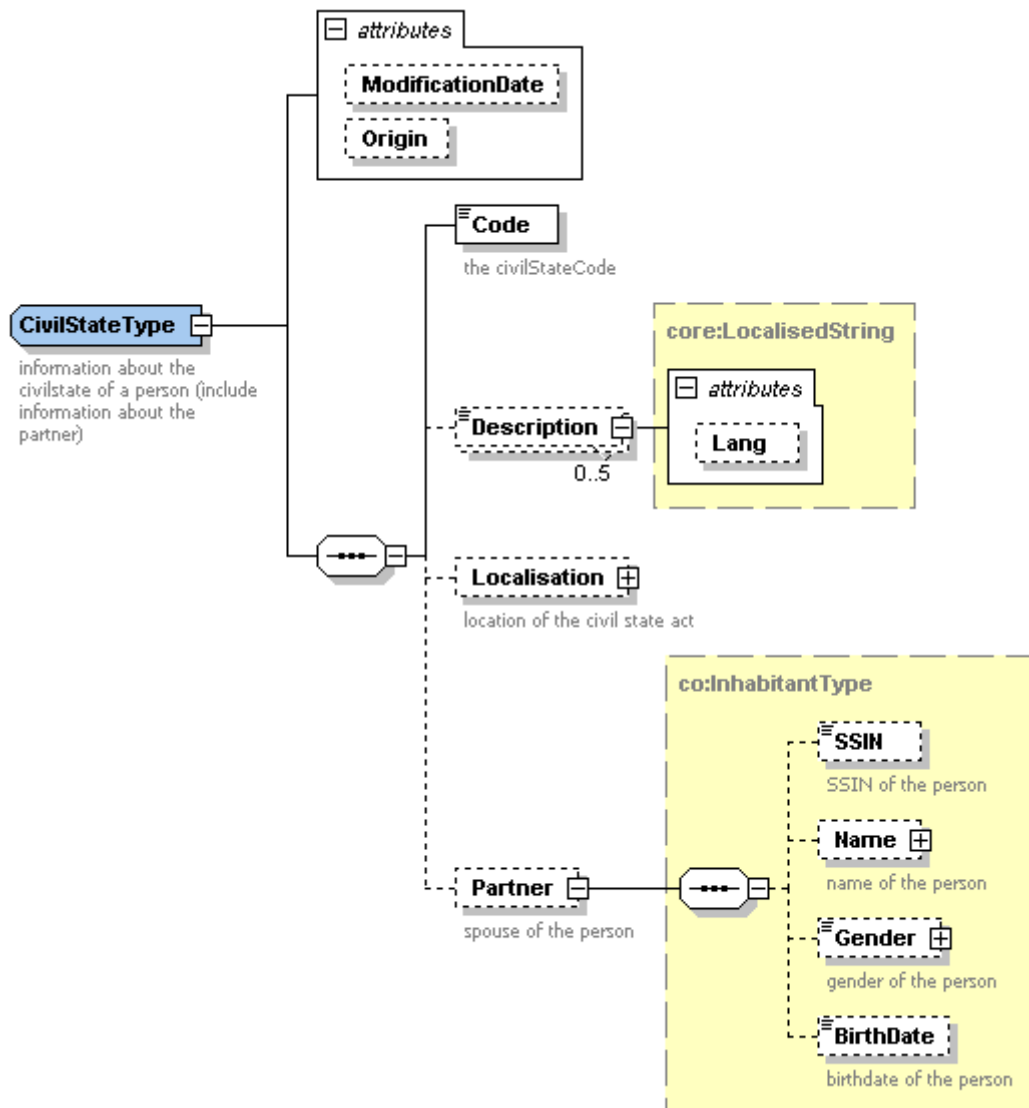 attributes
ModificationDate
Origin
Code
the civilStateCode
CivilStateType
information about the
civilstate of a person (include
information about the
partner)
core:LocalisedString
attributes
Description
Lang
0..5
Localisation
location of the civil state act
co:InhabitantType
SSIN
SSIN of the person
Name
name of the person
Partner
spouse of the person
Gender
gender of the person
BirthDate
birthdate of the person